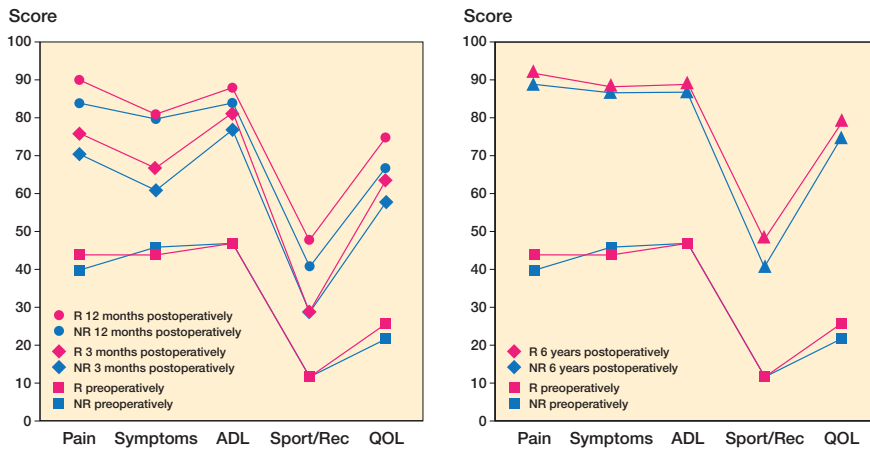 Score
100
90
80
70
60
50
40
30
20
10
0
R 12 months postoperatively
NR 12 months postoperatively
R 3 months postoperatively
NR 3 months postoperatively
R preoperatively
NR preoperatively
Pain Symptoms ADL Sport/Rec QOL
Score
100
90
80
70
60
50
40
30
20
10
0
R 6 years postoperatively
NR 6 years postoperatively
R preoperatively
NR preoperatively
Pain Symptoms ADL Sport/Rec QOL